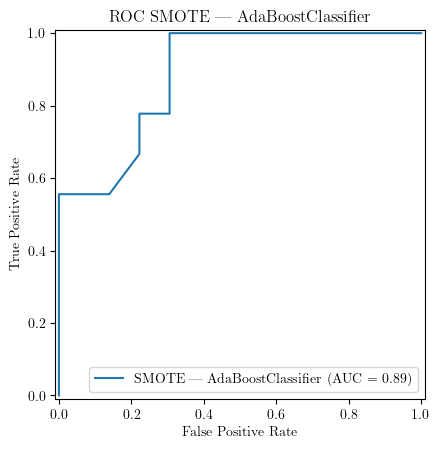 ROC SMOTE — AdaBoostClassifier
1.0
0.8
0.6
0.4
0.2
0.0
True Positive Rate
SMOTE — AdaBoostClassifier (AUC = 0.89)
0.0 0.2 0.4 0.6 0.8 1.0
False Positive Rate